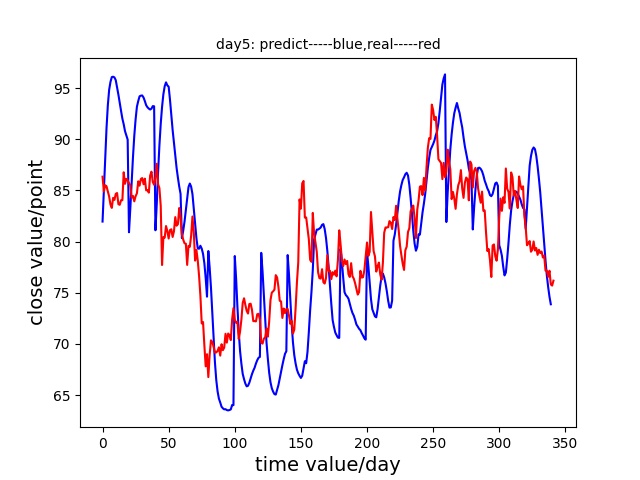 day5: predict-----blue,real-----red
close value/point
95
90
85
80
75
70
65
0 50 100 150 200 250 300 350
time value/day